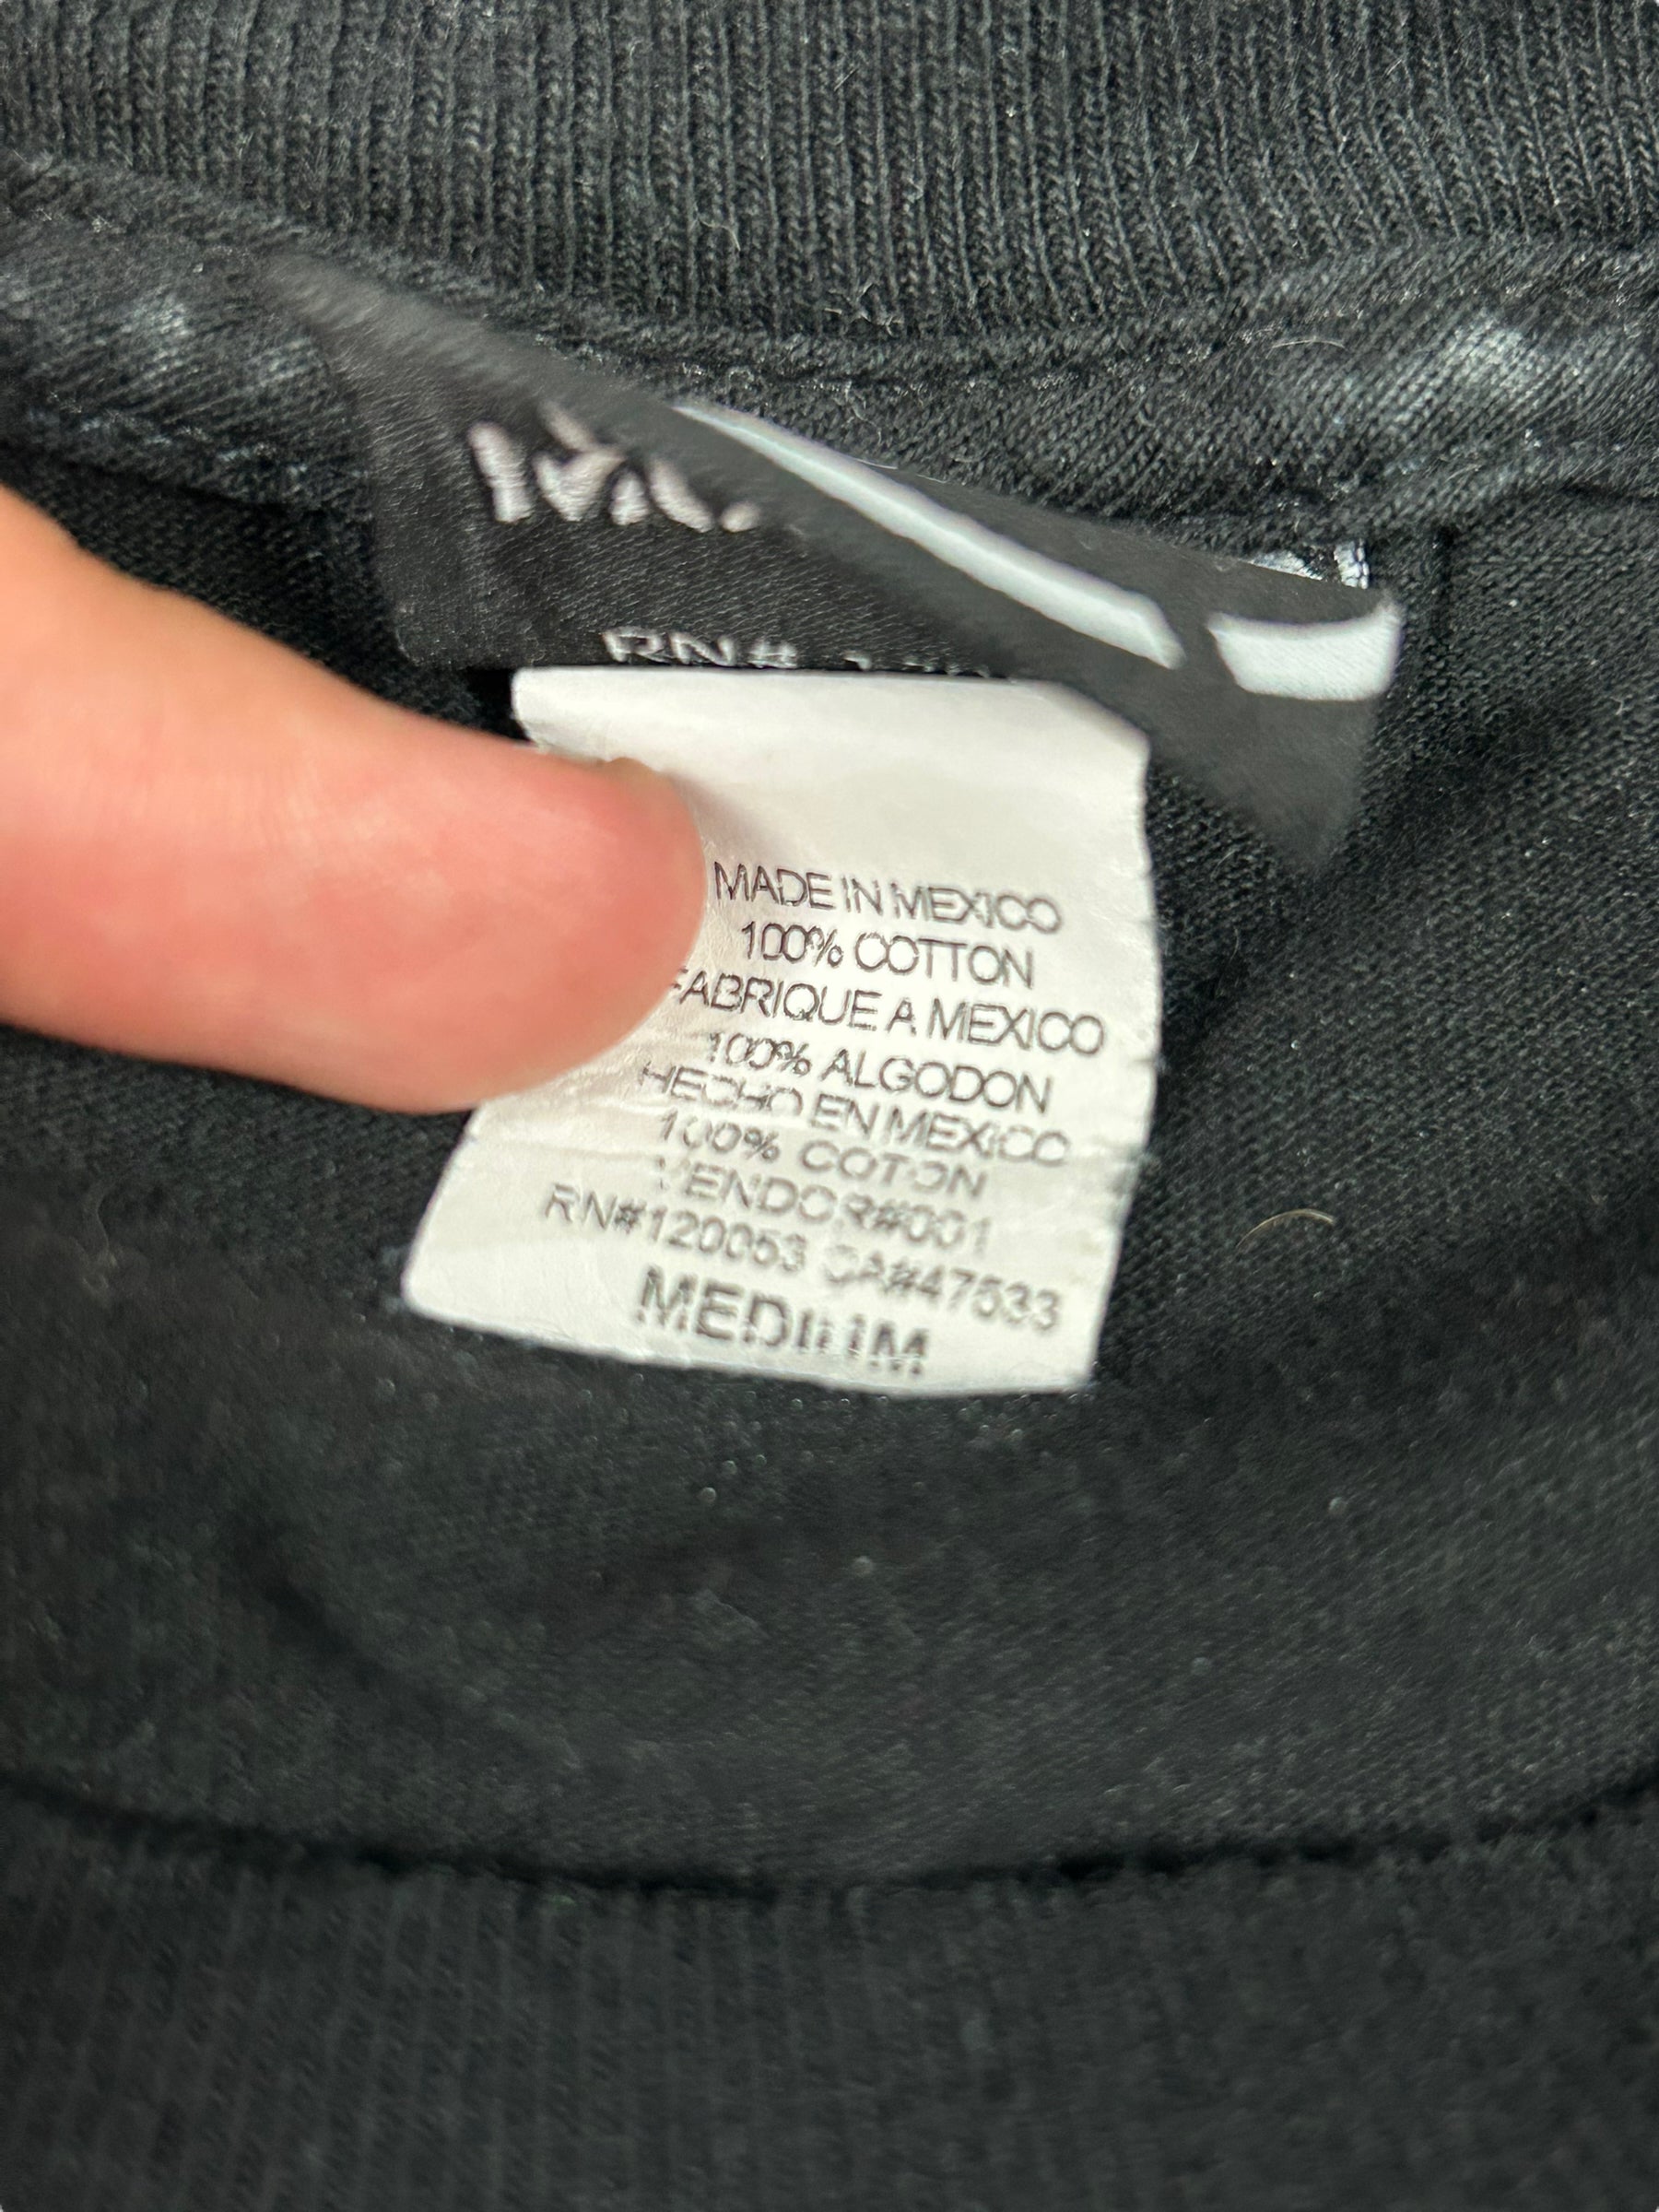 RN#
MADE IN MEXICO
100% COTTON
FABRIQUE A MEXICO
100% ALGODON
HECHO EN MEXICO
100% COTON
VENDOR#001
RN#120053 CA#47533
MEDIUM